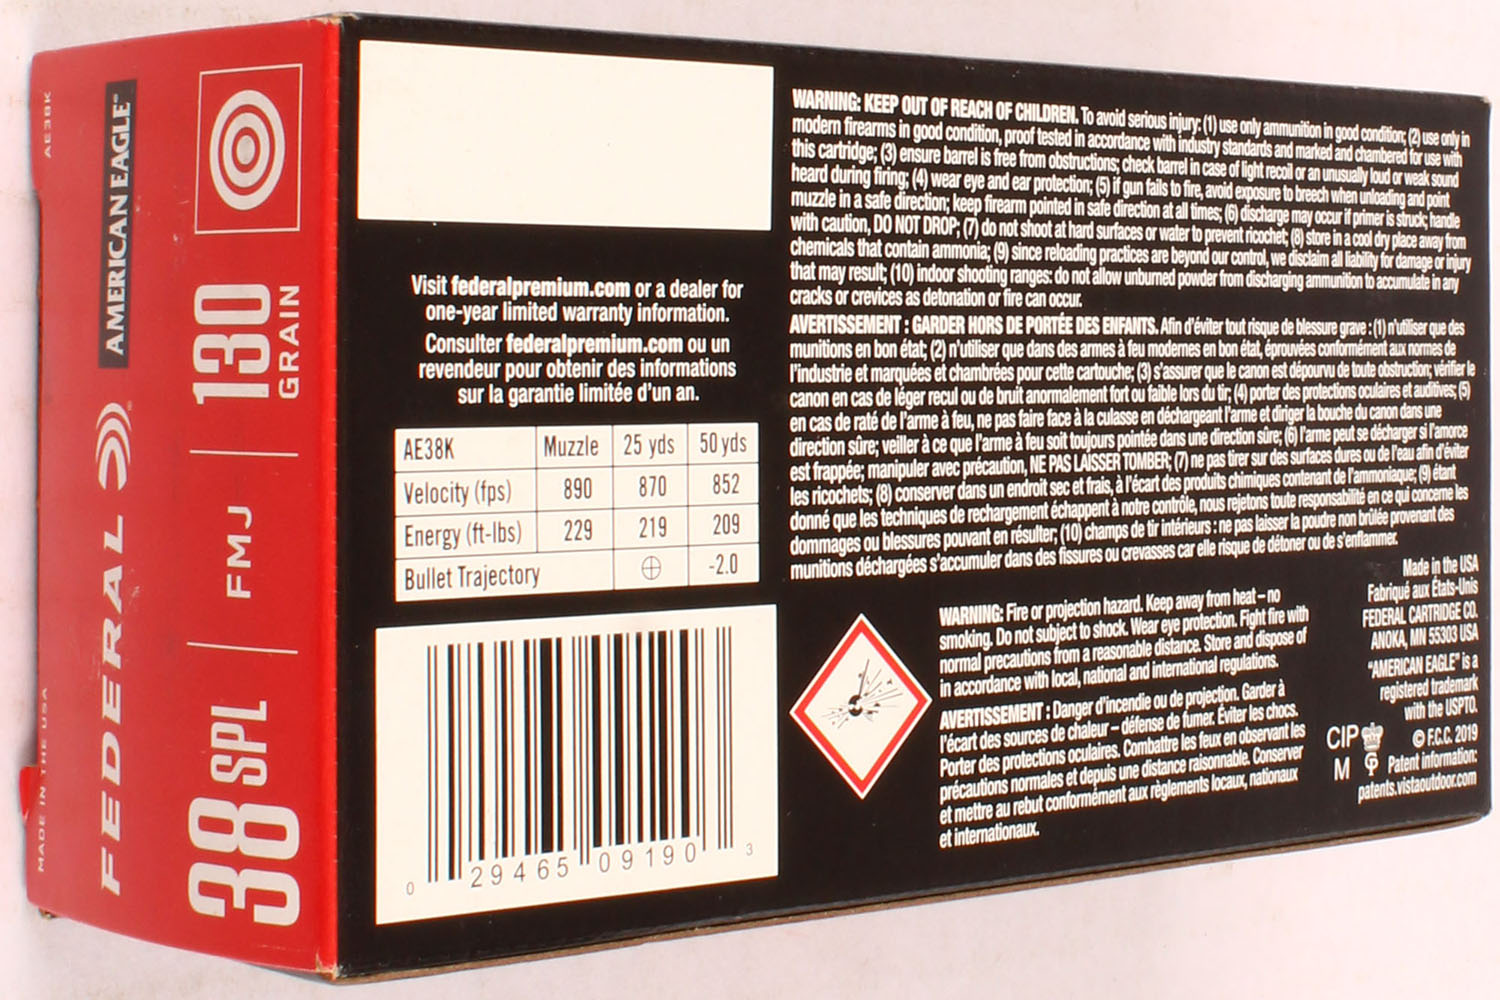 MADE IN THE USA AE38K
FEDERAL AMERICAN EAGLE®
38 SPL FMJ 130 GRAIN
Visit federalpremium.com or a dealer for
one-year limited warranty information.
Consulter federalpremium.com ou un
revendeur pour obtenir des informations
sur la garantie limitée d'un an.
AE38K Muzzle 25 yds 50 yds
Velocity (fps) 890 870 852
Energy (ft-lbs) 229 219 209
Bullet Trajectory ⊕ -2.0
0 29465 09190 3
WARNING: KEEP OUT OF REACH OF CHILDREN. To avoid serious injury: (1) use only ammunition in good condition; (2) use only in
modern firearms in good condition, proof tested in accordance with industry standards and marked and chambered for use with
this cartridge; (3) ensure barrel is free from obstructions; check barrel in case of light recoil or an unusually loud or weak sound
heard during firing; (4) wear eye and ear protection; (5) if gun fails to fire, avoid exposure to breech when unloading and point
muzzle in a safe direction; keep firearm pointed in safe direction at all times; (6) discharge may occur if primer is struck; handle
with caution, DO NOT DROP; (7) do not shoot at hard surfaces or water to prevent ricochet; (8) store in a cool dry place away from
chemicals that contain ammonia; (9) since reloading practices are beyond our control, we disclaim all liability for damage or injury
that may result; (10) indoor shooting ranges: do not allow unburned powder from discharging ammunition to accumulate in any
cracks or crevices as detonation or fire can occur.
AVERTISSEMENT : GARDER HORS DE PORTÉE DES ENFANTS. Afin d'éviter tout risque de blessure grave : (1) n'utiliser que des
munitions en bon état; (2) n'utiliser que dans des armes à feu modernes en bon état, éprouvées conformément aux normes de
l'industrie et marquées et chambrées pour cette cartouche; (3) s'assurer que le canon est dépourvu de toute obstruction; vérifier le
canon en cas de léger recul ou de bruit anormalement fort ou faible lors du tir; (4) porter des protections oculaires et auditives; (5)
en cas de raté de l'arme à feu, ne pas faire face à la culasse en déchargeant l'arme et diriger la bouche du canon dans une
direction sûre; veiller à ce que l'arme à feu soit toujours pointée dans une direction sûre; (6) l'arme peut se décharger si l'amorce
est frappée; manipuler avec précaution, NE PAS LAISSER TOMBER; (7) ne pas tirer sur des surfaces dures ou de l'eau afin d'éviter
les ricochets; (8) conserver dans un endroit sec et frais, à l'écart des produits chimiques contenant de l'ammoniaque; (9) étant
donné que les techniques de rechargement échappent à notre contrôle, nous rejetons toute responsabilité en ce qui concerne les
dommages ou blessures pouvant en résulter; (10) champs de tir intérieurs : ne pas laisser la poudre non brûlée provenant des
munitions déchargées s'accumuler dans des fissures ou crevasses car elle risque de détoner ou de s'enflammer.
WARNING: Fire or projection hazard. Keep away from heat – no
smoking. Do not subject to shock. Wear eye protection. Fight fire with
normal precautions from a reasonable distance. Store and dispose of
in accordance with local, national and international regulations.
AVERTISSEMENT : Danger d'incendie ou de projection. Garder à
l'écart des sources de chaleur – défense de fumer. Éviter les chocs.
Porter des protections oculaires. Combattre les feux en observant les
précautions normales et depuis une distance raisonnable. Conserver
et mettre au rebut conformément aux règlements locaux, nationaux
et internationaux.
Made in the USA
Fabriqué aux États-Unis
FEDERAL CARTRIDGE CO.
ANOKA, MN 55303 USA
"AMERICAN EAGLE" is a
registered trademark
with the USPTO.
CIP © F.C.C. 2019
M Patent information:
patents.vistaoutdoor.com